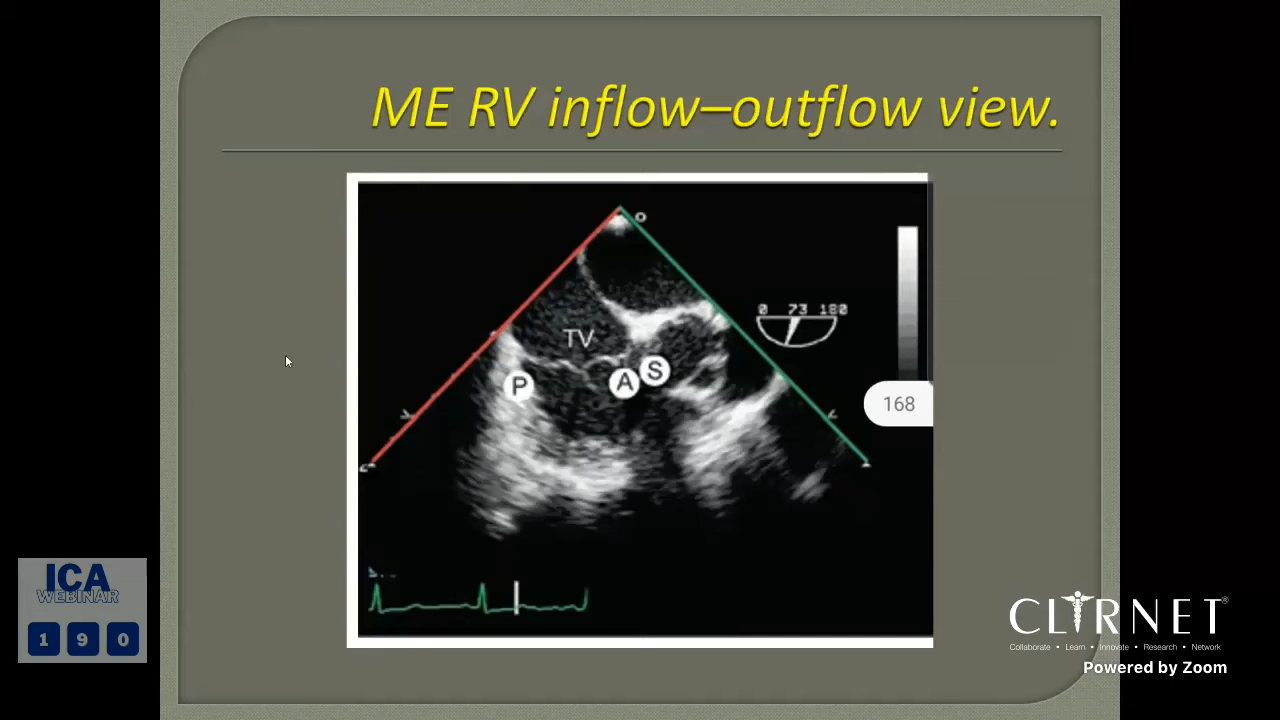 ME RV inflow–outflow view.
0 73 180
TV
P
A
S
168
ICA
WEBINAR
1 9 0
CLIRNET®
Collaborate • Learn • Innovate • Research • Network
Powered by Zoom